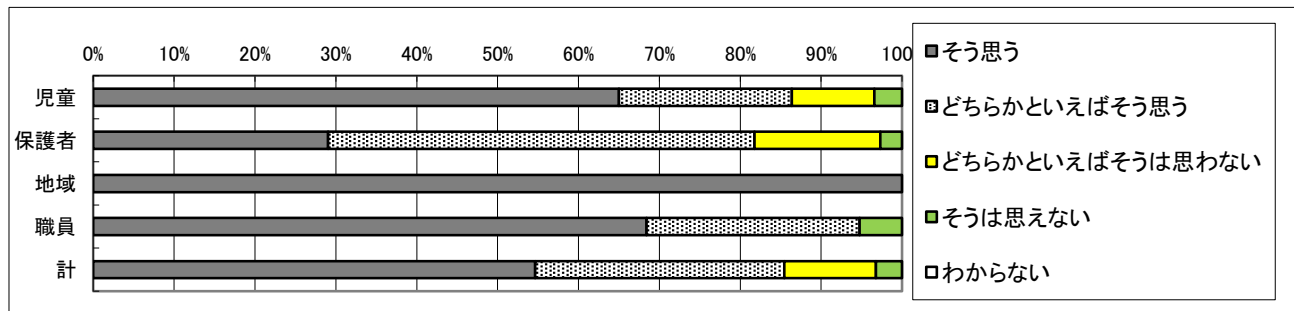 0% 10% 20% 30% 40% 50% 60% 70% 80% 90% 100
児童
保護者
地域
職員
計
そう思う
どちらかといえばそう思う
どちらかといえばそうは思わない
そうは思えない
わからない